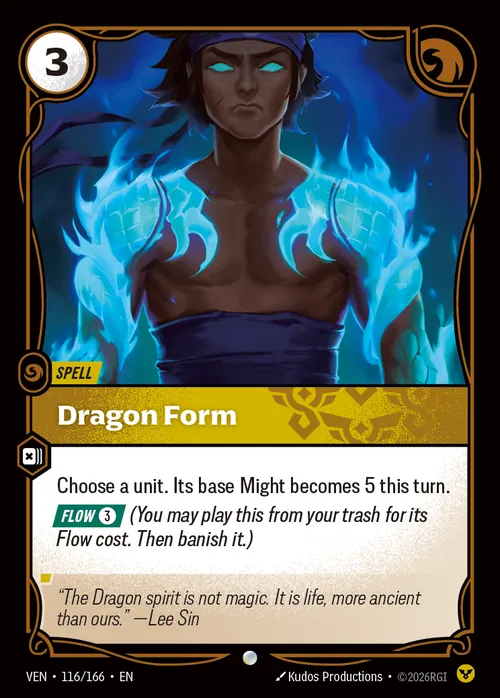 3
SPELL
Dragon Form
Choose a unit. Its base Might becomes 5 this turn.
FLOW 3 (You may play this from your trash for its
Flow cost. Then banish it.)
“The Dragon spirit is not magic. It is life, more ancient
than ours.” —Lee Sin
VEN • 116/166 • EN
Kudos Productions • ©2026RGI